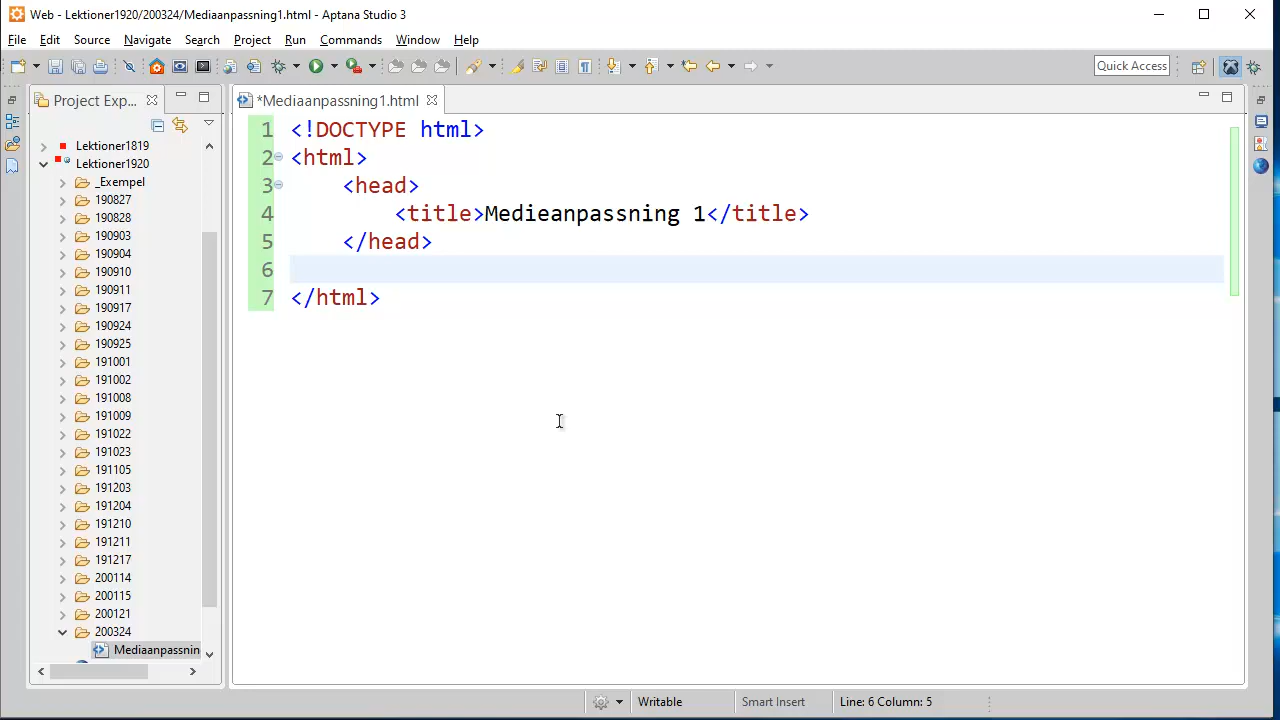 Web - Lektioner1920/200324/Mediaanpassning1.html - Aptana Studio 3
File Edit Source Navigate Search Project Run Commands Window Help
Quick Access
Project Exp...
*Mediaanpassning1.html
Lektioner1819
Lektioner1920
_Exempel
190827
190828
190903
190904
190910
190911
190917
190924
190925
191001
191002
191008
191009
191022
191023
191105
191203
191204
191210
191211
191217
200114
200115
200121
200324
Mediaanpassnin
1 <!DOCTYPE html>
2 <html>
3     <head>
4         <title>Medieanpassning 1</title>
5     </head>
6
7 </html>
Writable Smart Insert Line: 6 Column: 5